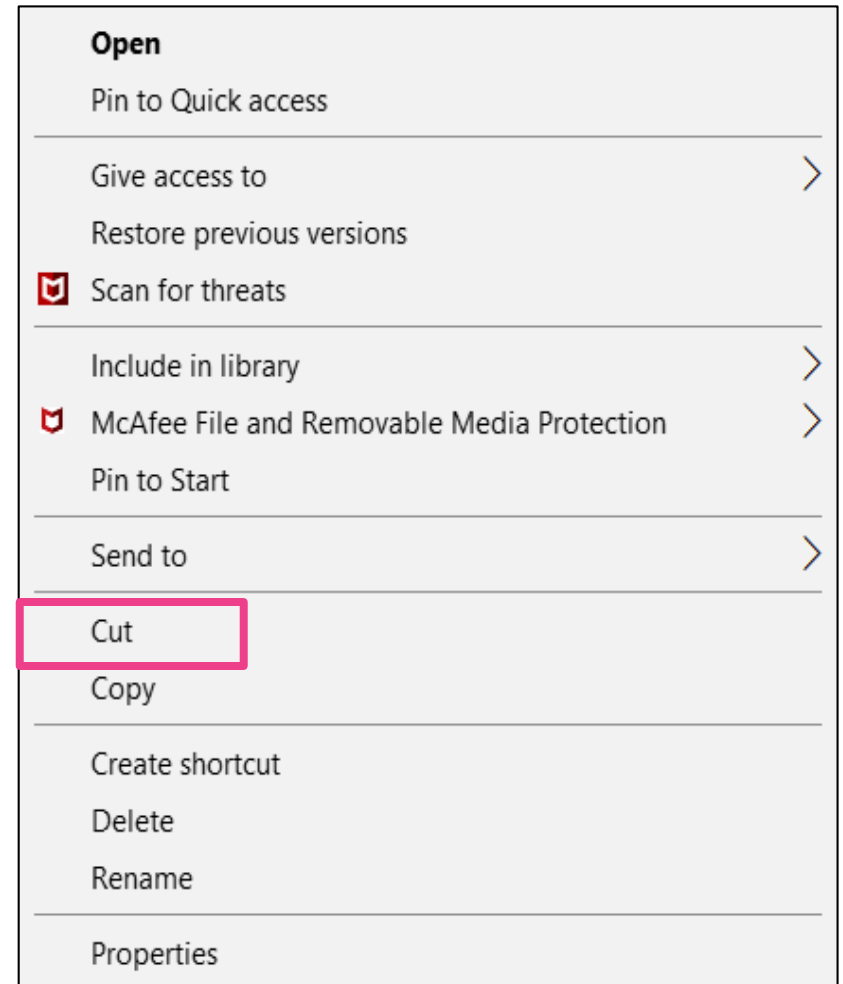 Open
Pin to Quick access
Give access to
Restore previous versions
Scan for threats
Include in library
McAfee File and Removable Media Protection
Pin to Start
Send to
Cut
Copy
Create shortcut
Delete
Rename
Properties